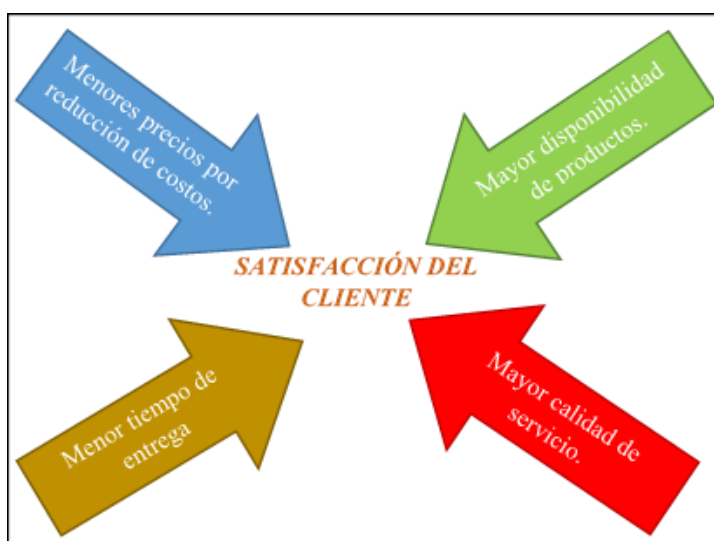 Menores precios por
reducción de costos.
Mayor disponibilidad
de productos.
SATISFACCIÓN DEL
CLIENTE
Menor tiempo de
entrega
Mayor calidad de
servicio.